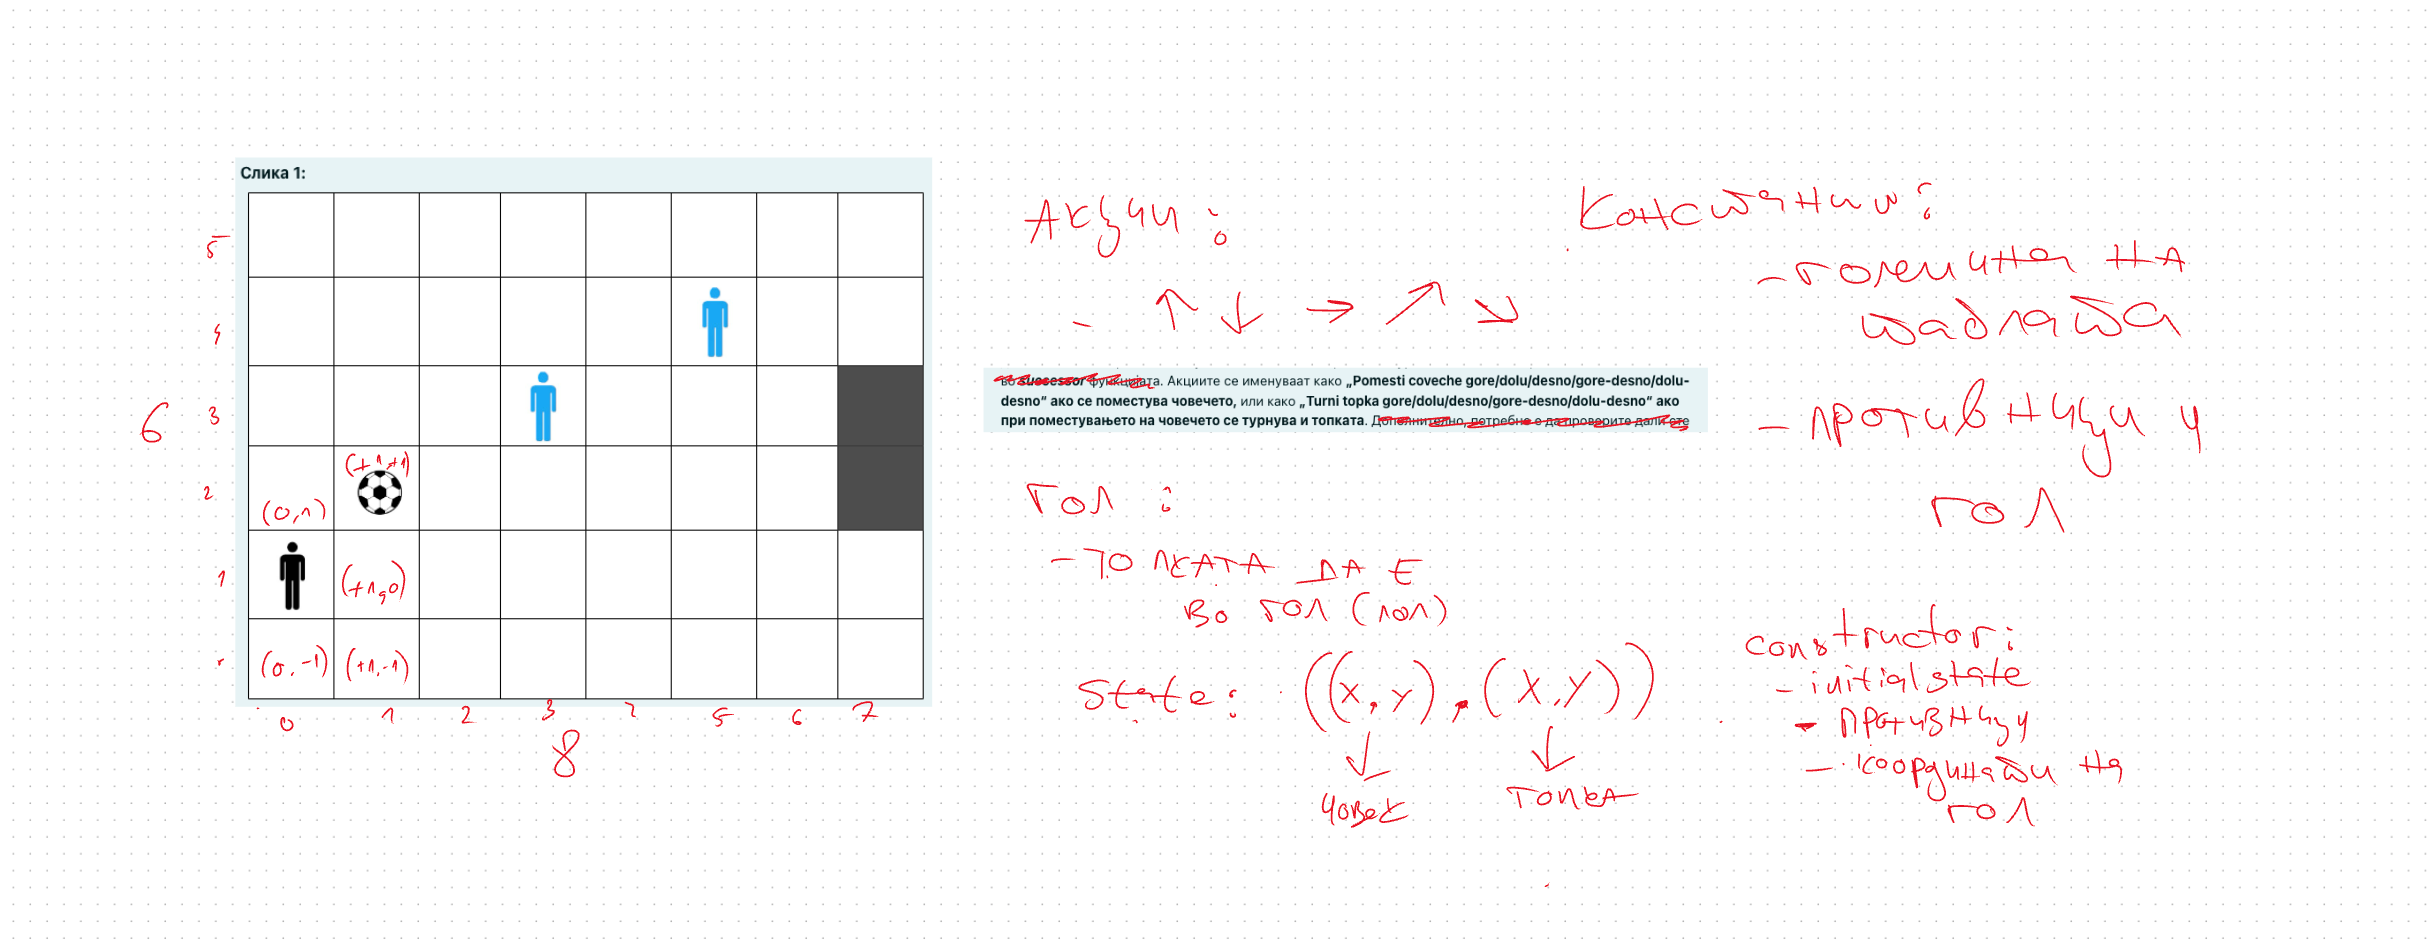 Слика 1:
5
4
6
3
2
1
(+1,+1)
(0,1)
(+1,0)
(0,-1) (+1,-1)
0 1 2 3 5 6 7
8
Акции:
-
во successor функцијата. Акциите се именуваат како „Pomesti coveche gore/dolu/desno/gore-desno/dolu-
desno“ ако се поместува човечето, или како „Turni topka gore/dolu/desno/gore-desno/dolu-desno“ ако
при поместувањето на човечето се турнува и топката. Дополнително, потребно е да проверите дали сте
Гол :
- ТОПКАТА ДА Е
ВО ГОЛ (лол)
State: ((x,y),(x,y))
човек
ТОПКА
Константи:
- големина на
таблата
- противници и
гол
constructor:
- initial state
- противници
- координати на
гол